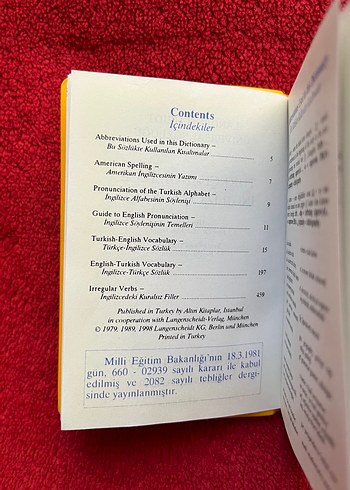 Contents
İçindekiler
Abbreviations Used in this Dictionary –
Bu Sözlükte Kullanılan Kısaltmalar 5
American Spelling –
Amerikan İngilizcesinin Yazımı 7
Pronunciation of the Turkish Alphabet –
İngilizce Alfabesinin Söylenişi 9
Guide to English Pronunciation –
İngilizce Söylenişinin Temelleri 11
Turkish-English Vocabulary –
Türkçe-İngilizce Sözlük 15
English-Turkish Vocabulary –
İngilizce-Türkçe Sözlük 197
Irregular Verbs –
İngilizcedeki Kuralsız Fiiller 459
Published in Turkey by Altın Kitaplar, Istanbul
in cooperation with Langenscheidt-Verlag, München
© 1979, 1989, 1998 Langenscheidt KG, Berlin und München
Printed in Turkey
Milli Eğitim Bakanlığı'nın 18.3.1981
gün, 660 - 02939 sayılı kararı ile kabul
edilmiş ve 2082 sayılı tebliğler dergi-
sinde yayınlanmıştır.